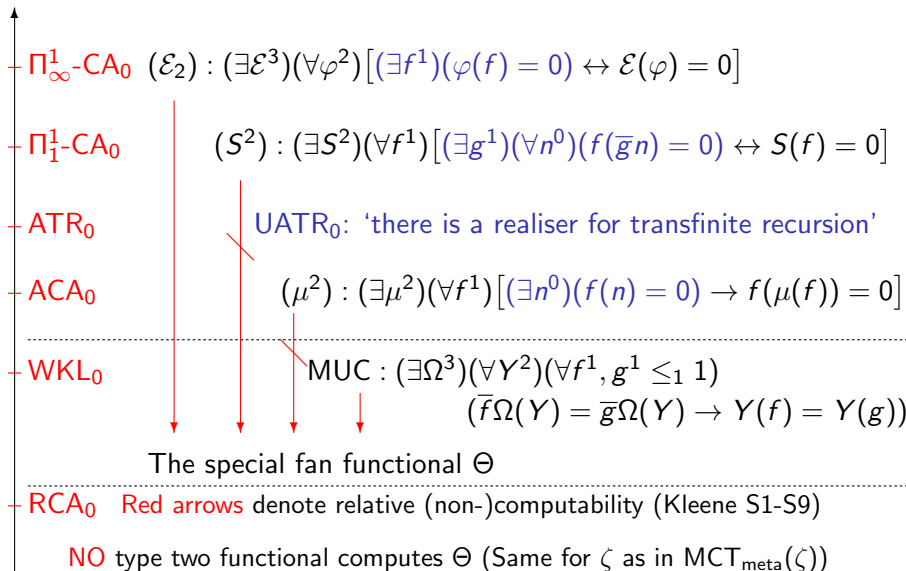 Π¹_∞-CA₀ (ℰ₂) : (∃ℰ³)(∀φ²)[(∃f¹)(φ(f) = 0) ↔ ℰ(φ) = 0]
Π¹₁-CA₀ (S²) : (∃S²)(∀f¹)[(∃g¹)(∀n⁰)(f(g̅n) = 0) ↔ S(f) = 0]
ATR₀ UATR₀: ‘there is a realiser for transfinite recursion’
ACA₀ (μ²) : (∃μ²)(∀f¹)[(∃n⁰)(f(n) = 0) → f(μ(f)) = 0]
WKL₀ MUC : (∃Ω³)(∀Y²)(∀f¹, g¹ ≤₁ 1)
(f̅Ω(Y) = g̅Ω(Y) → Y(f) = Y(g))
The special fan functional Θ
RCA₀ Red arrows denote relative (non-)computability (Kleene S1-S9)
NO type two functional computes Θ (Same for ζ as in MCT_meta(ζ))